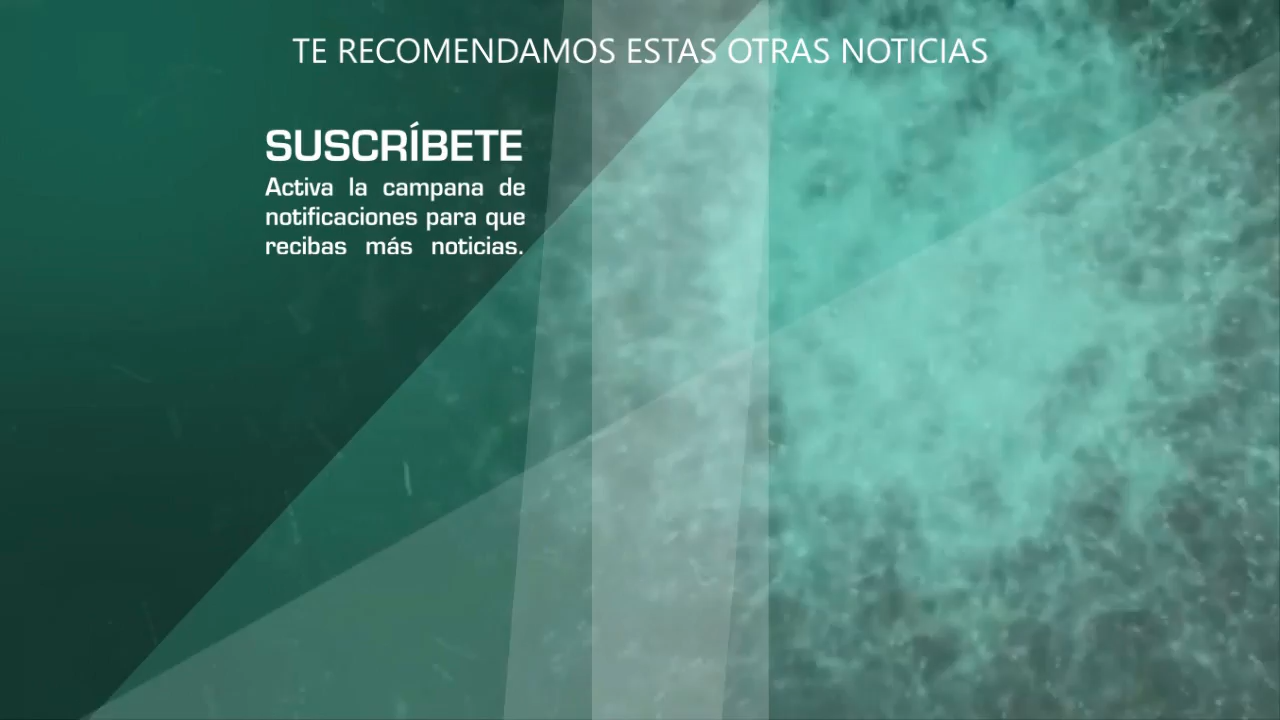 TE RECOMENDAMOS ESTAS OTRAS NOTICIAS
SUSCRÍBETE
Activa la campana de
notificaciones para que
recibas más noticias.